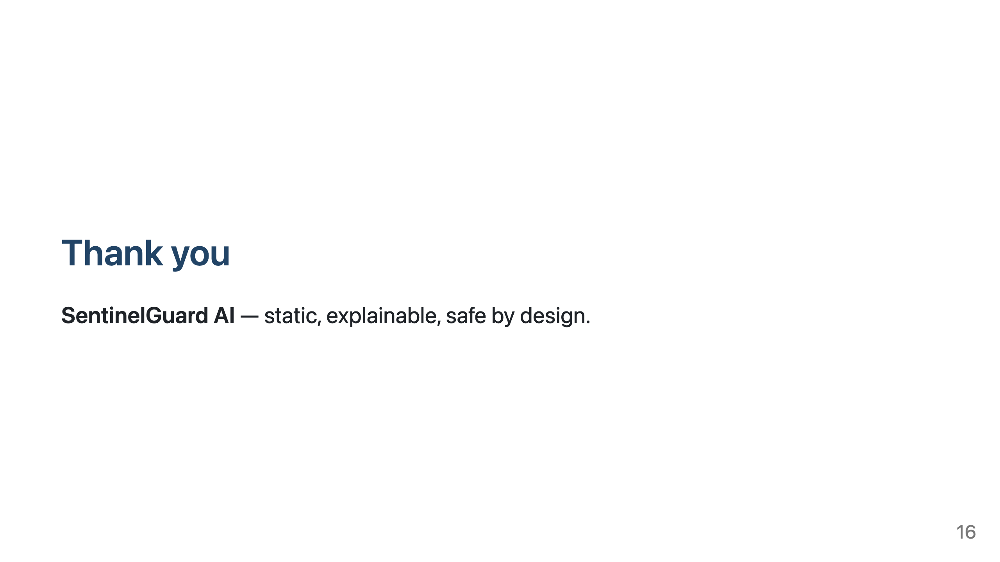 Thank you
SentinelGuard AI — static, explainable, safe by design.
16